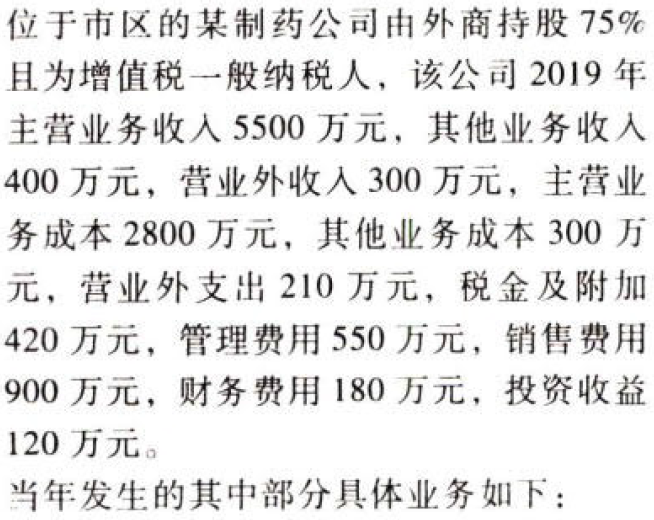 位于市区的某制药公司由外商持股 75%
且为增值税一般纳税人，该公司 2019 年
主营业务收入 5500 万元，其他业务收入
400 万元，营业外收入 300 万元，主营业
务成本 2800 万元，其他业务成本 300 万
元，营业外支出 210 万元，税金及附加
420 万元，管理费用 550 万元，销售费用
900 万元，财务费用 180 万元，投资收益
120 万元。
当年发生的其中部分具体业务如下：